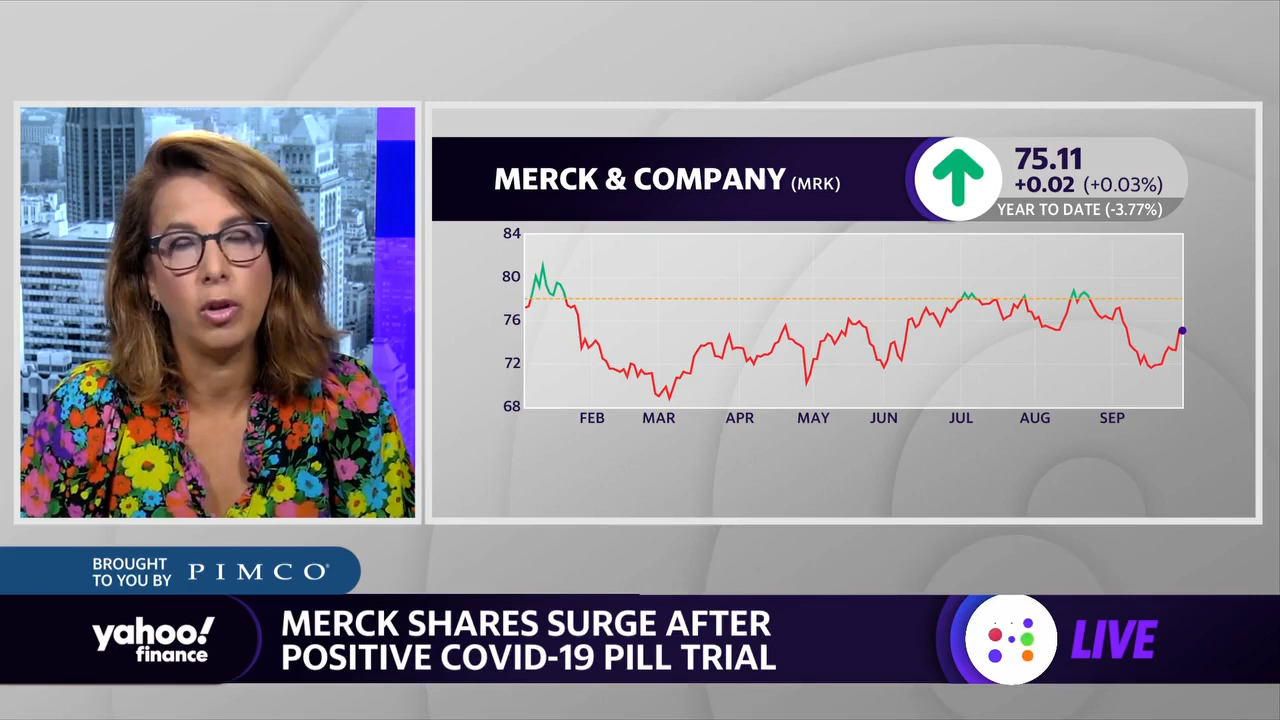 MERCK & COMPANY (MRK)
75.11
+0.02 (+0.03%)
YEAR TO DATE (-3.77%)
84
80
76
72
68
FEB MAR APR MAY JUN JUL AUG SEP
BROUGHT
TO YOU BY
PIMCO®
yahoo!
finance
MERCK SHARES SURGE AFTER
POSITIVE COVID-19 PILL TRIAL
LIVE